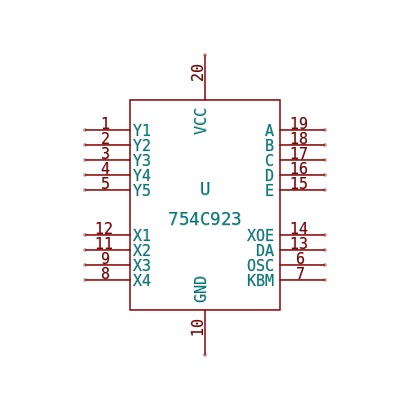 20
VCC
1 Y1 A 19
2 Y2 B 18
3 Y3 C 17
4 Y4 D 16
5 Y5 E 15
U
754C923
12 X1 XOE 14
11 X2 DA 13
9 X3 OSC 6
8 X4 KBM 7
GND
10